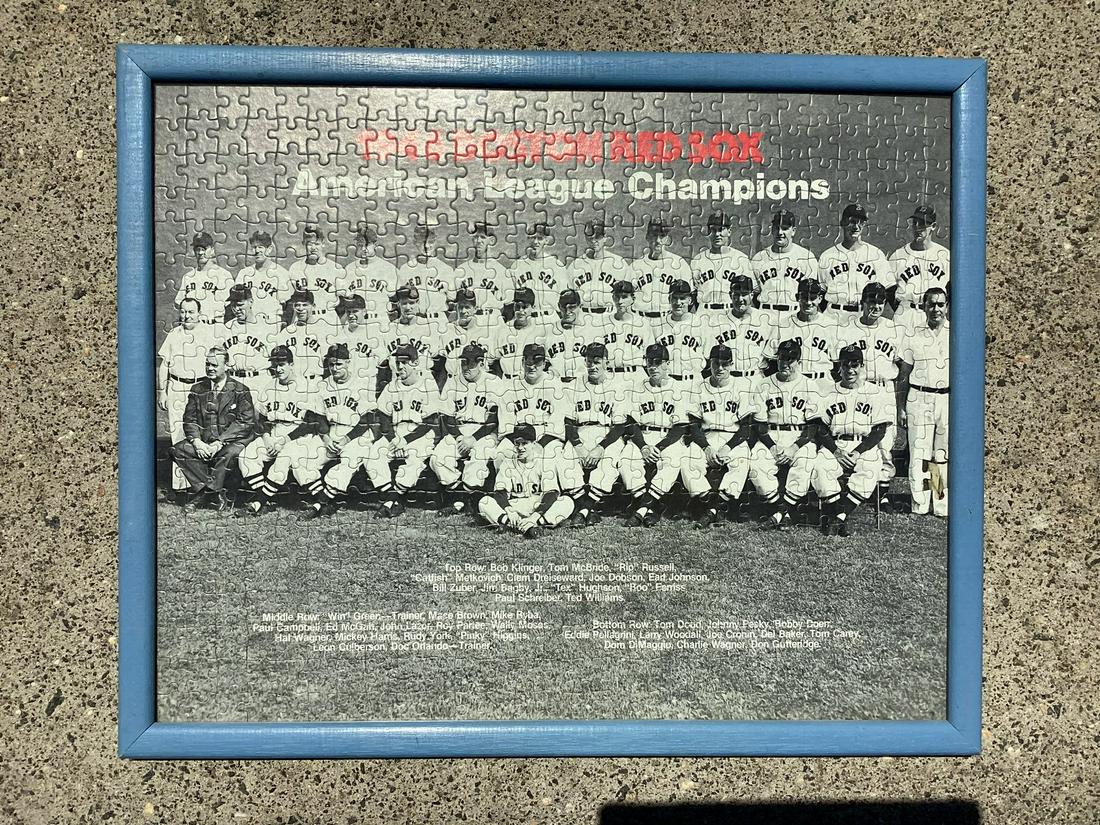 THE BOSTON RED SOX
American League Champions
RED SOX
Top Row: Bob Klinger, Tom McBride, "Rip" Russell,
"Catfish" Metkovich, Clem Dreiseward, Joe Dobson, Earl Johnson,
Bill Zuber, Jim Bagby, Jr., "Tex" Hughson, "Boo" Ferriss
Paul Schreiber, Ted Williams.
Middle Row: "Win" Green—Trainer, Mace Brown, Mike Ryba,
Paul Campbell, Ed McGah, John Lazor, Roy Partee, Wally Moses,
Hal Wagner, Mickey Harris, Rudy York, "Pinky" Higgins,
Leon Culberson, Doc Orlando—Trainer.
Bottom Row: Tom Dowd, Johnny Pesky, Bobby Doerr,
Eddie Pellagrini, Larry Woodall, Joe Cronin, Del Baker, Tom Carey,
Dom DiMaggio, Charlie Wagner, Don Gutteridge.